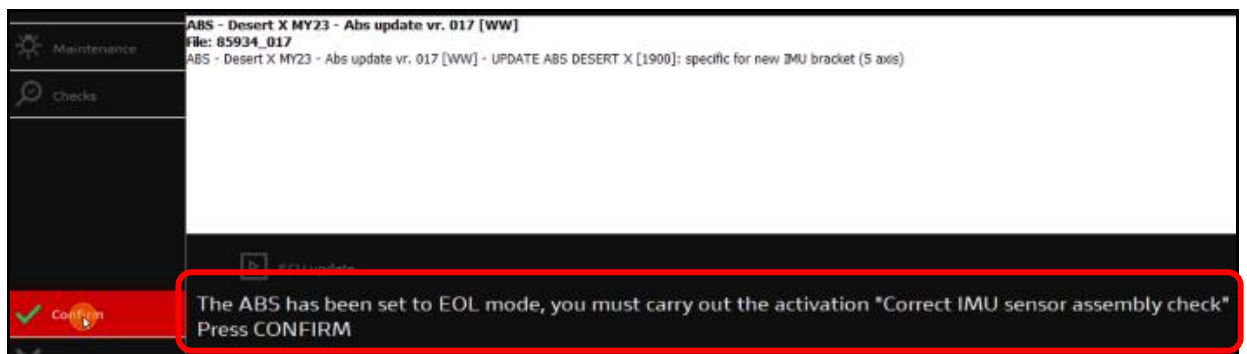 ABS - Desert X MY23 - Abs update vr. 017 [WW]
File: 85934_017
ABS - Desert X MY23 - Abs update vr. 017 [WW] - UPDATE ABS DESERT X [1900]: specific for new IMU bracket (5 axis)
Maintenance
Checks
ECU update
The ABS has been set to EOL mode, you must carry out the activation "Correct IMU sensor assembly check"
Press CONFIRM
Confirm